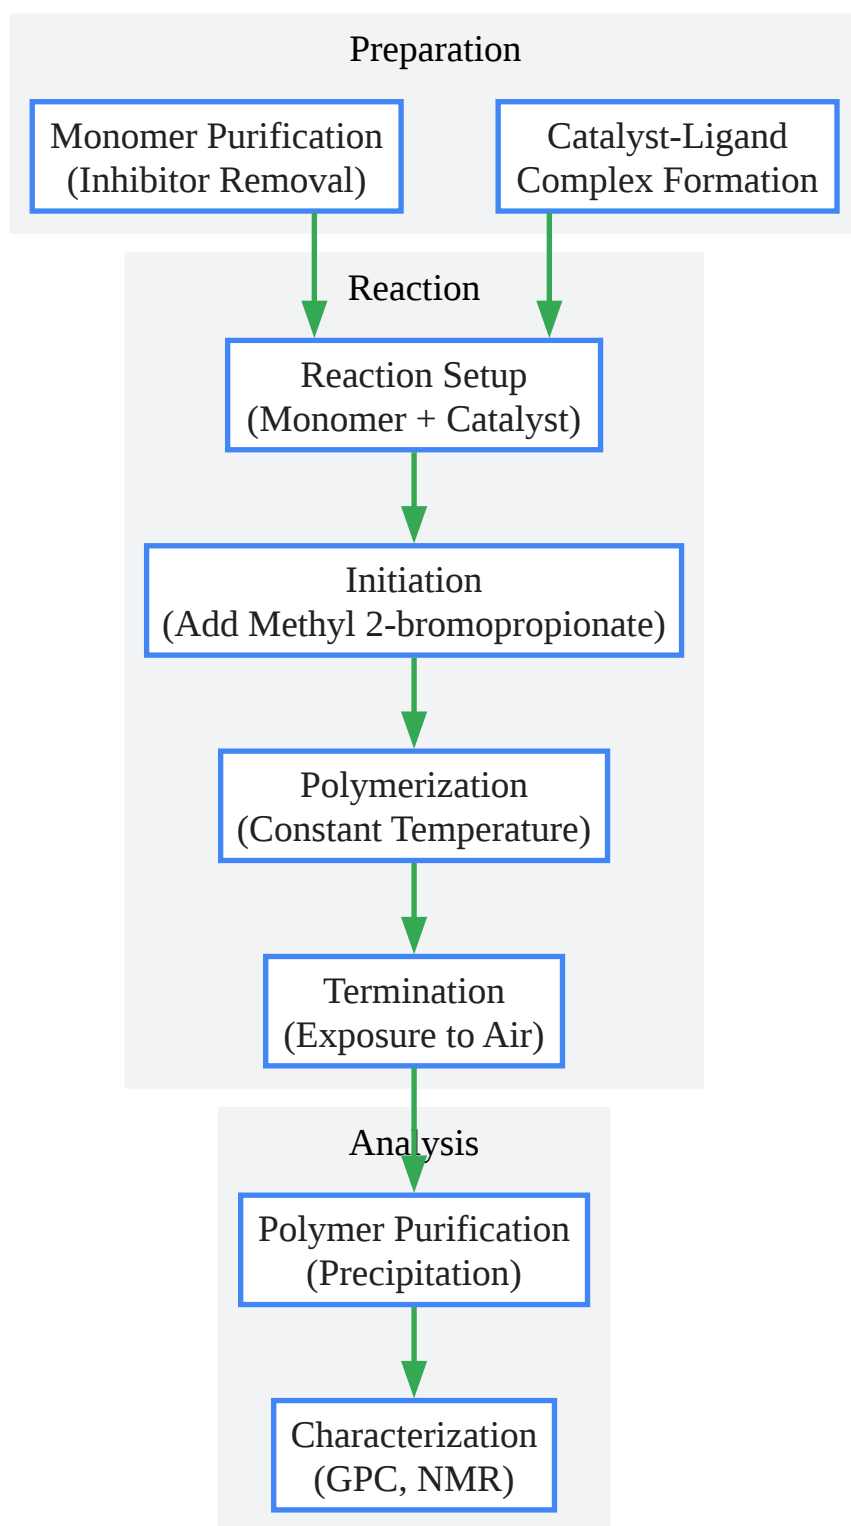 Preparation
Monomer Purification
(Inhibitor Removal)
Catalyst-Ligand
Complex Formation
Reaction
Reaction Setup
(Monomer + Catalyst)
Initiation
(Add Methyl 2-bromopropionate)
Polymerization
(Constant Temperature)
Termination
(Exposure to Air)
Analysis
Polymer Purification
(Precipitation)
Characterization
(GPC, NMR)